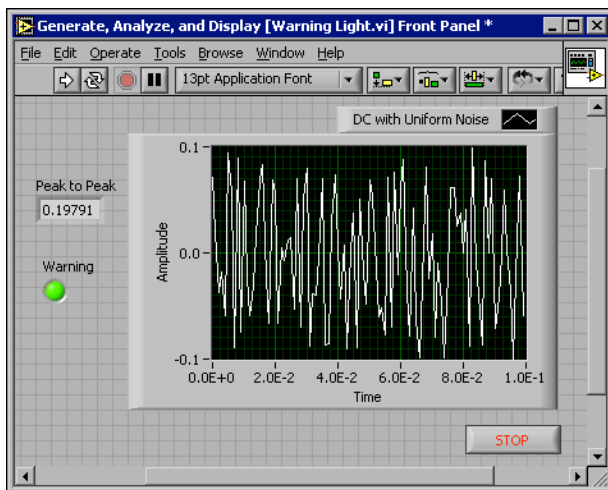 Generate, Analyze, and Display [Warning Light.vi] Front Panel *
File Edit Operate Tools Browse Window Help
13pt Application Font
DC with Uniform Noise
Peak to Peak
0.19791
Warning
Amplitude
0.1
0.0
-0.1
0.0E+0 2.0E-2 4.0E-2 6.0E-2 8.0E-2 1.0E-1
Time
STOP